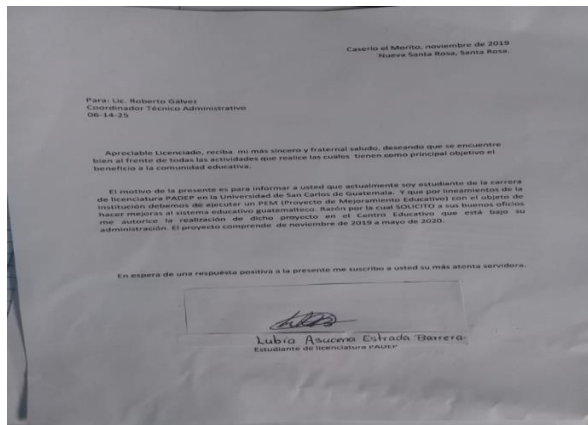 Caserío el Merito, noviembre de 2019
Nueva Santa Rosa, Santa Rosa.
Para: Lic. Roberto Gálvez
Coordinador Técnico Administrativo
06-14-25
Apreciable Licenciado, reciba mi más sincero y fraternal saludo, deseando que se encuentre
bien al frente de todas las actividades que realice las cuales tienen como principal objetivo el
beneficio a la comunidad educativa.
El motivo de la presente es para informar a usted que actualmente soy estudiante de la carrera
de licenciatura PADEP en la Universidad de San Carlos de Guatemala. Y que por lineamientos de la
institución debemos de ejecutar un PEM (Proyecto de Mejoramiento Educativo) con el objeto de
hacer mejoras al sistema educativo guatemalteco. Razón por la cual SOLICITO a sus buenos oficios
me autorice la realización de dicho proyecto en el Centro Educativo que está bajo su
administración. El proyecto comprende de noviembre de 2019 a mayo de 2020.
En espera de una respuesta positiva a la presente me suscribo a usted su más atenta servidora.
Lubia Asucena Estrada Barrera
Estudiante de licenciatura PADEP